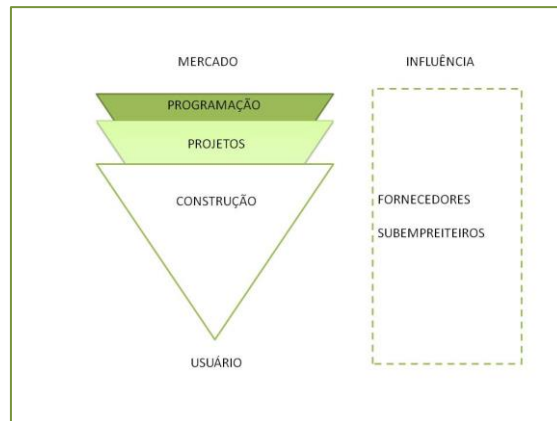 MERCADO
INFLUÊNCIA
PROGRAMAÇÃO
PROJETOS
CONSTRUÇÃO
FORNECEDORES
SUBEMPREITEIROS
USUÁRIO